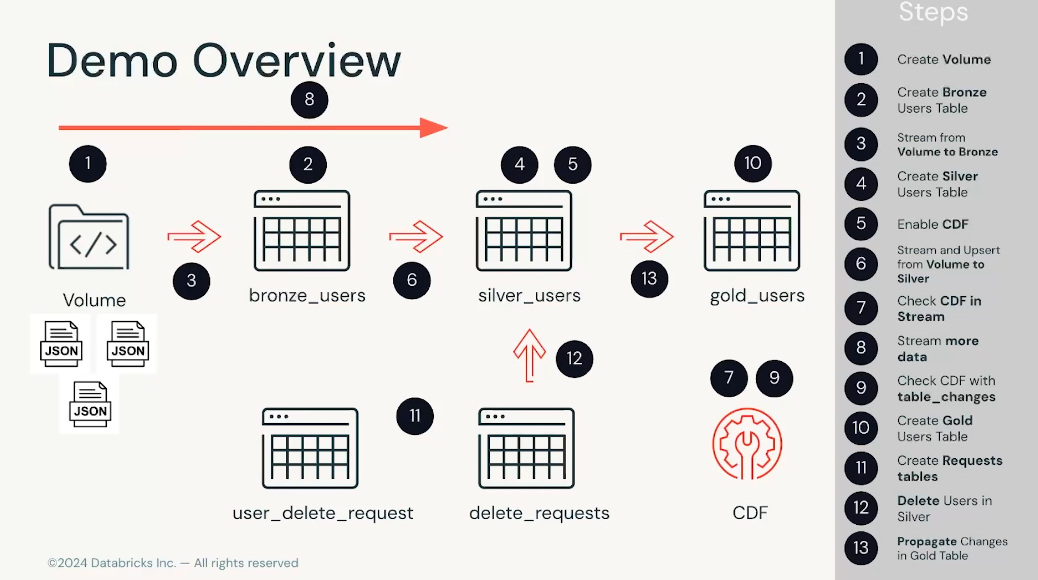 Demo Overview
8
1
2
4
5
10
</>
3
6
13
Volume
bronze_users
silver_users
gold_users
JSON
JSON
JSON
12
7
9
11
user_delete_request
delete_requests
CDF
©2024 Databricks Inc. — All rights reserved
Steps
1
Create Volume
2
Create Bronze
Users Table
3
Stream from
Volume to Bronze
4
Create Silver
Users Table
5
Enable CDF
6
Stream and Upsert
from Volume to
Silver
7
Check CDF in
Stream
8
Stream more
data
9
Check CDF with
table_changes
10
Create Gold
Users Table
11
Create Requests
tables
12
Delete Users in
Silver
13
Propagate Changes
in Gold Table